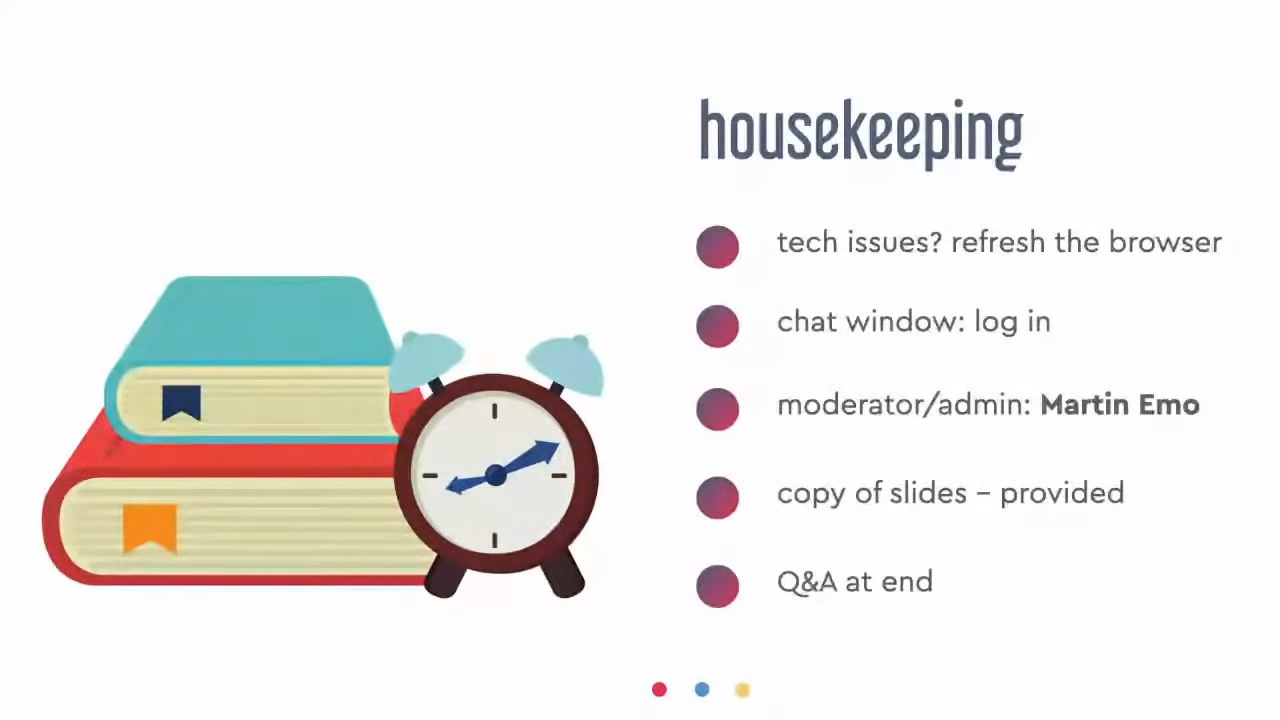 housekeeping
tech issues? refresh the browser
chat window: log in
moderator/admin: Martin Emo
copy of slides – provided
Q&A at end